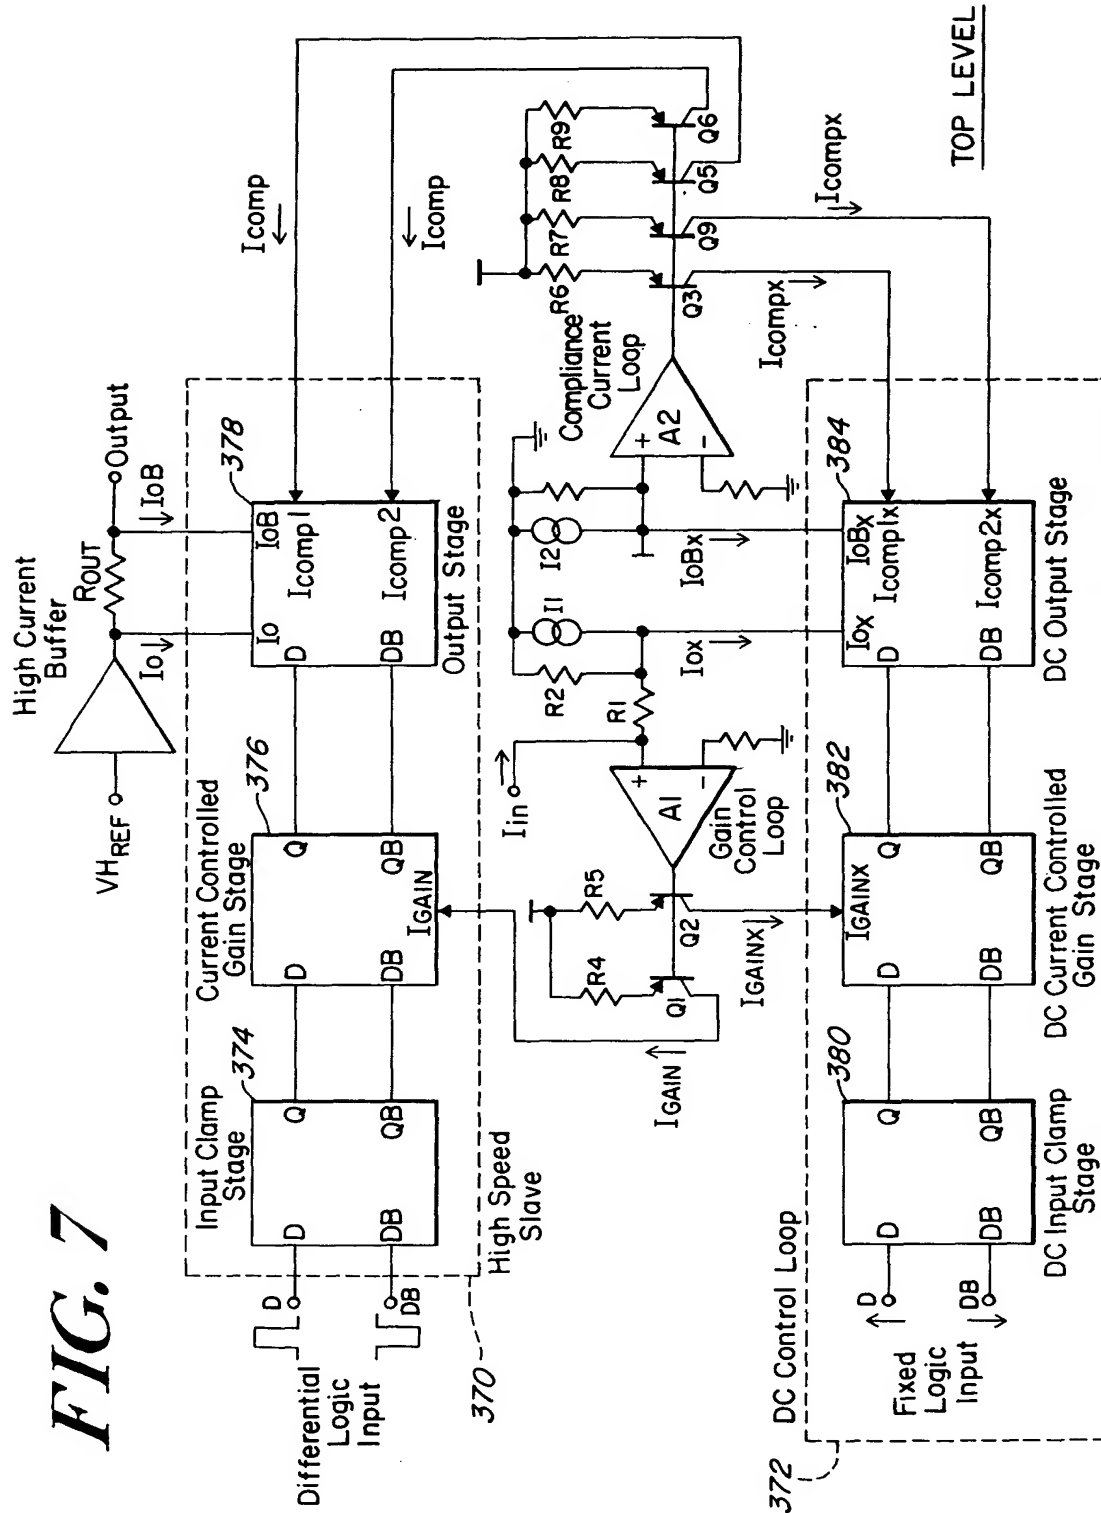 FIG. 7
TOP LEVEL
High Current
Buffer
VHREF
ROUT
Output
Io
IoB
Icomp
Icomp
Input Clamp
Stage
374
D
DB
Q
QB
Current Controlled
Gain Stage
376
D
DB
Q
QB
IGAIN
378
Io
IoB
D
DB
Icomp1
Icomp2
Output Stage
Differential
Logic
Input
D
DB
High Speed
Slave
370
R4
R5
Q1
Q2
IGAIN
IGAINX
Iin
A1
+
-
Gain
Control
Loop
R1
R2
I1
I2
Iox
IoBx
A2
+
-
Compliance
Current
Loop
R6
R7
R8
R9
Q3
Q9
Q5
Q6
Icompx
Icompx
DC Control Loop
372
Fixed
Logic
Input
D
DB
380
D
DB
Q
QB
DC Input Clamp
Stage
382
IGAINX
D
DB
Q
QB
DC Current Controlled
Gain Stage
384
Iox
IoBx
D
DB
Icomp1x
Icomp2x
DC Output Stage